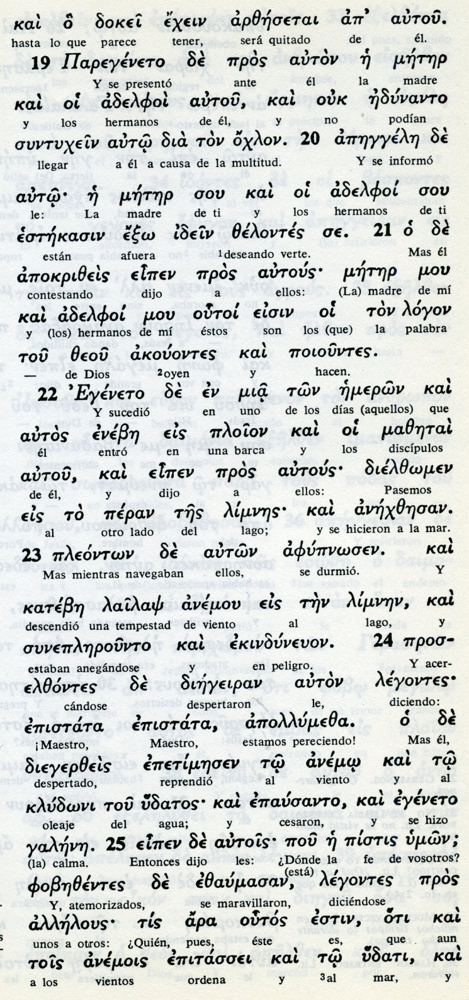 καὶ ὃ δοκεῖ ἔχειν ἀρθήσεται ἀπ’ αὐτοῦ.
hasta lo que parece tener, será quitado de él.
19 Παρεγένετο δὲ πρὸς αὐτὸν ἡ μήτηρ
Y se presentó ante él la madre
καὶ οἱ ἀδελφοὶ αὐτοῦ, καὶ οὐκ ἠδύναντο
y los hermanos de él, y no podían
συντυχεῖν αὐτῷ διὰ τὸν ὄχλον. 20 ἀπηγγέλη δὲ
llegar a él a causa de la multitud. Y se informó
αὐτῷ· ἡ μήτηρ σου καὶ οἱ ἀδελφοί σου
le: La madre de ti y los hermanos de ti
ἑστήκασιν ἔξω ἰδεῖν θέλοντές σε. 21 ὁ δὲ
están afuera 1deseando verte. Mas él
ἀποκριθεὶς εἶπεν πρὸς αὐτούς· μήτηρ μου
contestando dijo a ellos: (La) madre de mí
καὶ ἀδελφοί μου οὗτοί εἰσιν οἱ τὸν λόγον
y (los) hermanos de mí éstos son los (que) la palabra
τοῦ θεοῦ ἀκούοντες καὶ ποιοῦντες.
— de Dios 2oyen y hacen.
22 Ἐγένετο δὲ ἐν μιᾷ τῶν ἡμερῶν καὶ
Y sucedió en uno de los días (aquellos) que
αὐτὸς ἐνέβη εἰς πλοῖον καὶ οἱ μαθηταὶ
él entró en una barca y los discípulos
αὐτοῦ, καὶ εἶπεν πρὸς αὐτούς· διέλθωμεν
de él, y dijo a ellos: Pasemos
εἰς τὸ πέραν τῆς λίμνης· καὶ ἀνήχθησαν.
al otro lado del lago; y se hicieron a la mar.
23 πλεόντων δὲ αὐτῶν ἀφύπνωσεν. καὶ
Mas mientras navegaban ellos, se durmió. Y
κατέβη λαῖλαψ ἀνέμου εἰς τὴν λίμνην, καὶ
descendió una tempestad de viento al lago, y
συνεπληροῦντο καὶ ἐκινδύνευον. 24 προσ-
estaban anegándose y en peligro. Y acer-
ελθόντες δὲ διήγειραν αὐτὸν λέγοντες·
cándose despertaron le, diciendo:
ἐπιστάτα ἐπιστάτα, ἀπολλύμεθα. ὁ δὲ
¡Maestro, Maestro, estamos pereciendo! Mas él,
διεγερθεὶς ἐπετίμησεν τῷ ἀνέμῳ καὶ τῷ
despertado, reprendió al viento y al
κλύδωνι τοῦ ὕδατος· καὶ ἐπαύσαντο, καὶ ἐγένετο
oleaje del agua; y cesaron, y se hizo
γαλήνη. 25 εἶπεν δὲ αὐτοῖς· ποῦ ἡ πίστις ὑμῶν;
(la) calma. Entonces dijo les: ¿Dónde la fe de vosotros?
(está)
φοβηθέντες δὲ ἐθαύμασαν, λέγοντες πρὸς
Y, atemorizados, se maravillaron, diciéndose
ἀλλήλους· τίς ἄρα οὗτός ἐστιν, ὅτι καὶ
unos a otros: ¿Quién, pues, éste es, que aun
τοῖς ἀνέμοις ἐπιτάσσει καὶ τῷ ὕδατι, καὶ
a los vientos ordena y 3al mar, y